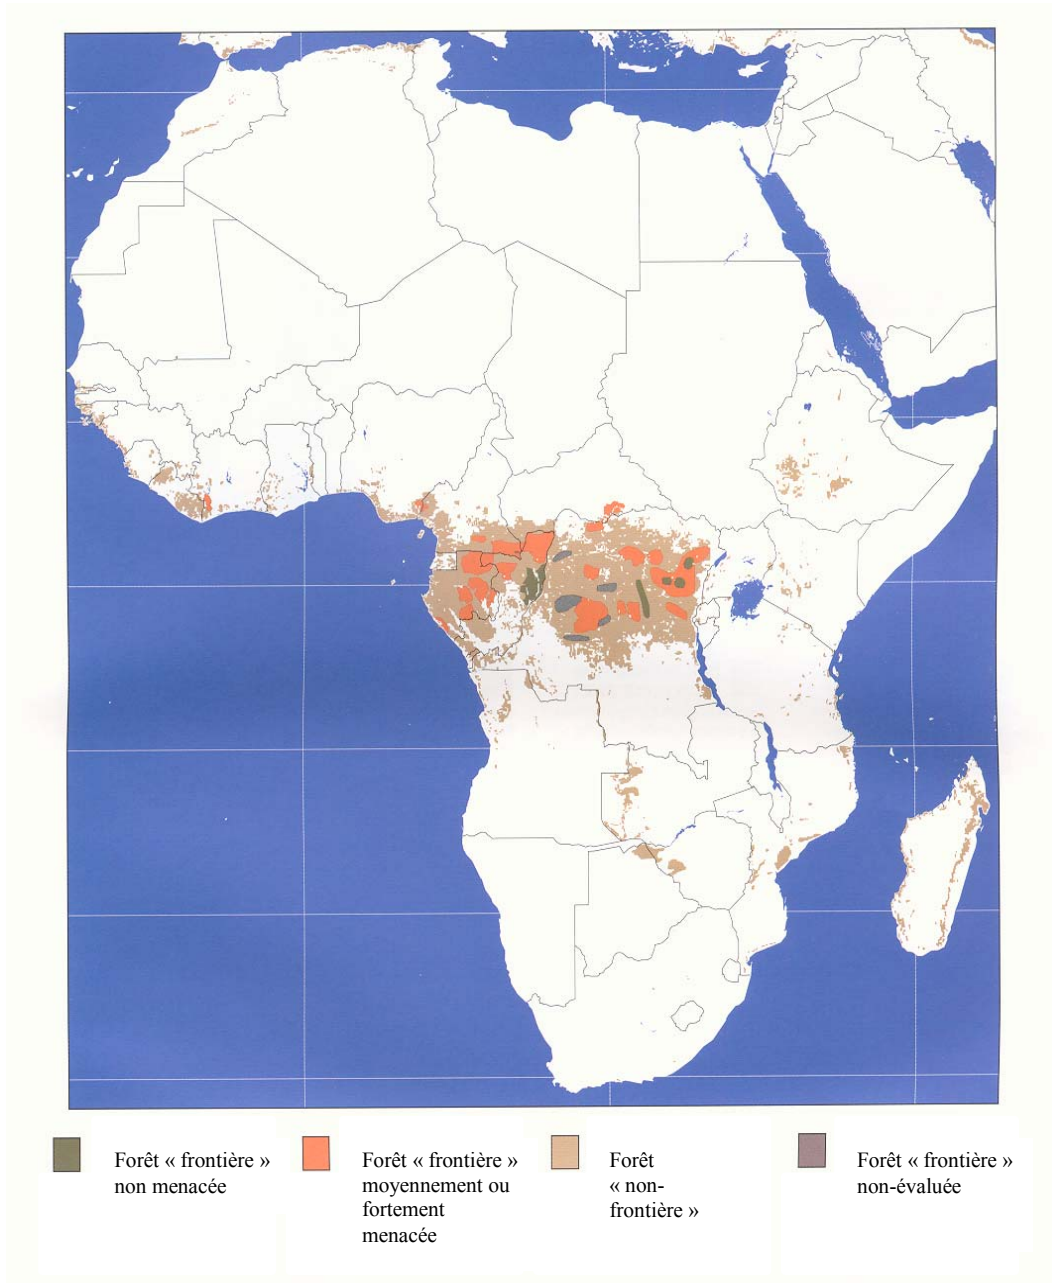 Forêt « frontière »
non menacée
Forêt « frontière »
moyennement ou
fortement
menacée
Forêt
« non-
frontière »
Forêt « frontière »
non-évaluée